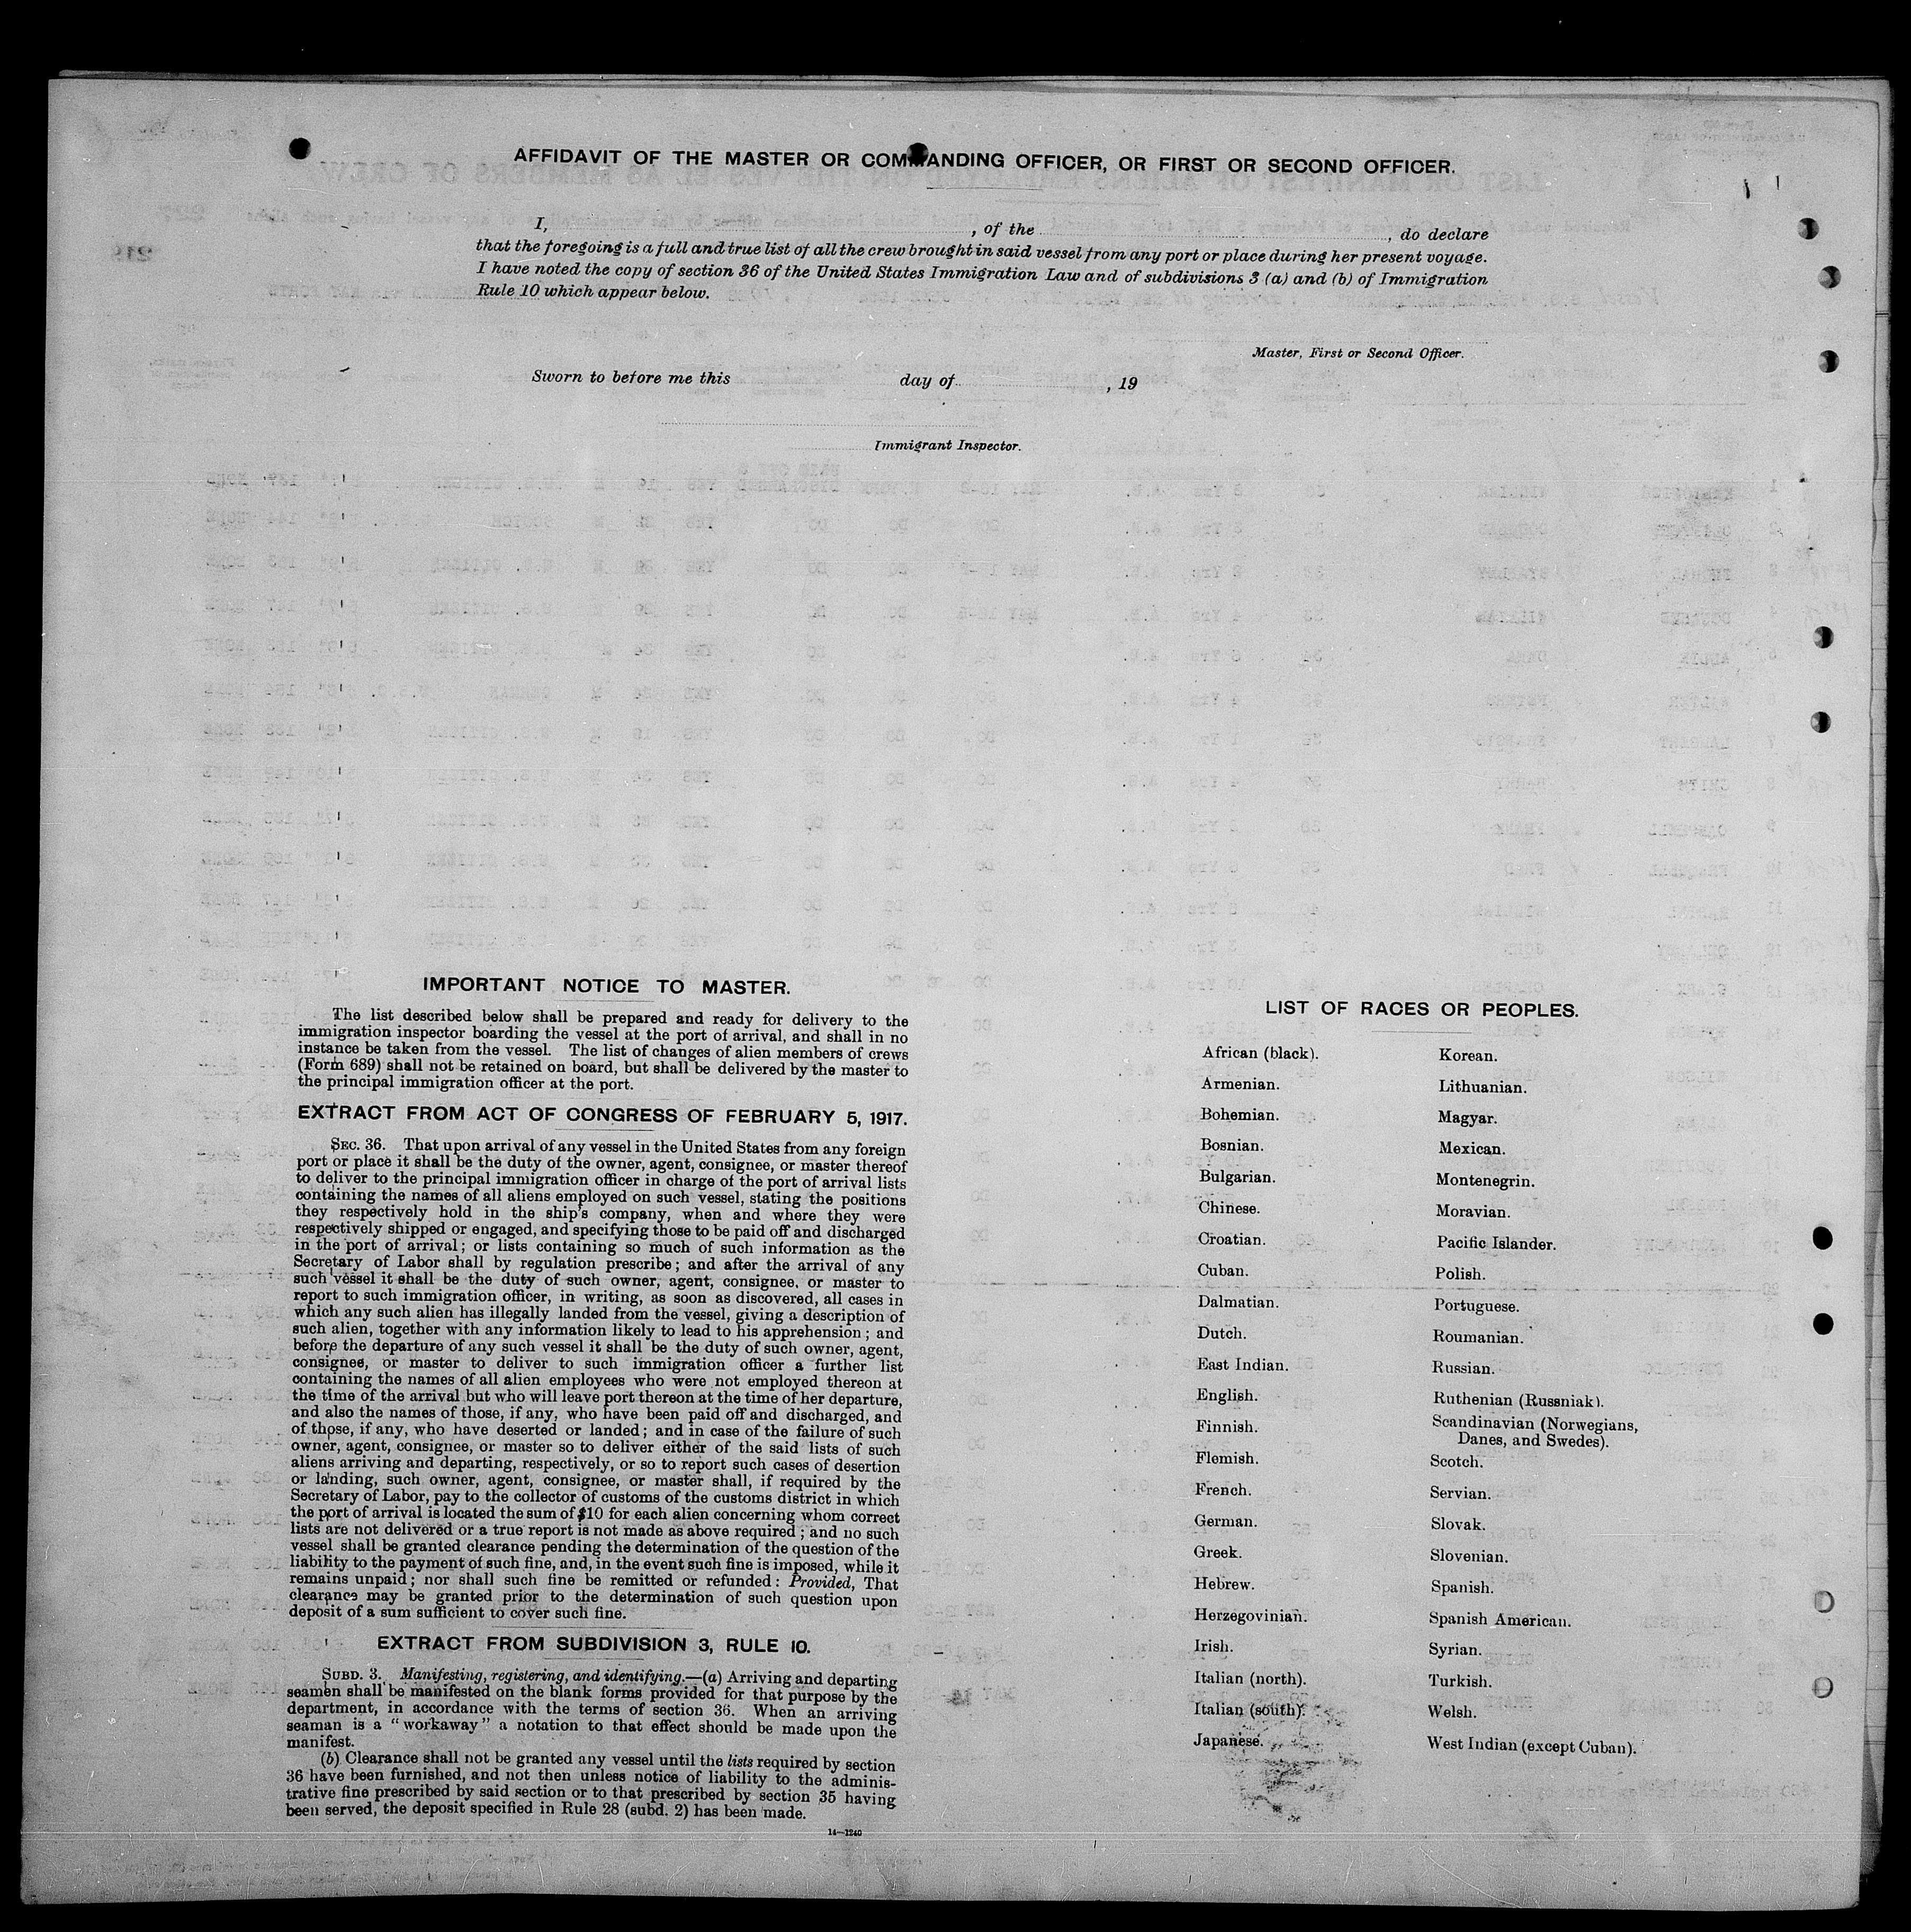 AFFIDAVIT OF THE MASTER OR COMMANDING OFFICER, OR FIRST OR SECOND OFFICER.
I, , of the , do declare
that the foregoing is a full and true list of all the crew brought in said vessel from any port or place during her present voyage.
I have noted the copy of section 36 of the United States Immigration Law and of subdivisions 3 (a) and (b) of Immigration
Rule 10 which appear below.
Master, First or Second Officer.
Sworn to before me this day of , 19
Immigrant Inspector.
IMPORTANT NOTICE TO MASTER.
The list described below shall be prepared and ready for delivery to the
immigration inspector boarding the vessel at the port of arrival, and shall in no
instance be taken from the vessel. The list of changes of alien members of crews
(Form 689) shall not be retained on board, but shall be delivered by the master to
the principal immigration officer at the port.
EXTRACT FROM ACT OF CONGRESS OF FEBRUARY 5, 1917.
SEC. 36. That upon arrival of any vessel in the United States from any foreign
port or place it shall be the duty of the owner, agent, consignee, or master thereof
to deliver to the principal immigration officer in charge of the port of arrival lists
containing the names of all aliens employed on such vessel, stating the positions
they respectively hold in the ship's company, when and where they were
respectively shipped or engaged, and specifying those to be paid off and discharged
in the port of arrival; or lists containing so much of such information as the
Secretary of Labor shall by regulation prescribe; and after the arrival of any
such vessel it shall be the duty of such owner, agent, consignee, or master to
report to such immigration officer, in writing, as soon as discovered, all cases in
which any such alien has illegally landed from the vessel, giving a description of
such alien, together with any information likely to lead to his apprehension; and
before the departure of any such vessel it shall be the duty of such owner, agent,
consignee, or master to deliver to such immigration officer a further list
containing the names of all alien employees who were not employed thereon at
the time of the arrival but who will leave port thereon at the time of her departure,
and also the names of those, if any, who have been paid off and discharged, and
of those, if any, who have deserted or landed; and in case of the failure of such
owner, agent, consignee, or master so to deliver either of the said lists of such
aliens arriving and departing, respectively, or so to report such cases of desertion
or landing, such owner, agent, consignee, or master shall, if required by the
Secretary of Labor, pay to the collector of customs of the customs district in which
the port of arrival is located the sum of $10 for each alien concerning whom correct
lists are not delivered or a true report is not made as above required; and no such
vessel shall be granted clearance pending the determination of the question of the
liability to the payment of such fine, and, in the event such fine is imposed, while it
remains unpaid; nor shall such fine be remitted or refunded: Provided, That
clearance may be granted prior to the determination of such question upon
deposit of a sum sufficient to cover such fine.
EXTRACT FROM SUBDIVISION 3, RULE 10.
SUBD. 3. Manifesting, registering, and identifying.—(a) Arriving and departing
seamen shall be manifested on the blank forms provided for that purpose by the
department, in accordance with the terms of section 36. When an arriving
seaman is a "workaway" a notation to that effect should be made upon the
manifest.
(b) Clearance shall not be granted any vessel until the lists required by section
36 have been furnished, and not then unless notice of liability to the adminis-
trative fine prescribed by said section or to that prescribed by section 35 having
been served, the deposit specified in Rule 28 (subd. 2) has been made.
14—1240
LIST OF RACES OR PEOPLES.
African (black).
Armenian.
Bohemian.
Bosnian.
Bulgarian.
Chinese.
Croatian.
Cuban.
Dalmatian.
Dutch.
East Indian.
English.
Finnish.
Flemish.
French.
German.
Greek.
Hebrew.
Herzegovinian.
Irish.
Italian (north).
Italian (south).
Japanese.
Korean.
Lithuanian.
Magyar.
Mexican.
Montenegrin.
Moravian.
Pacific Islander.
Polish.
Portuguese.
Roumanian.
Russian.
Ruthenian (Russniak).
Scandinavian (Norwegians,
Danes, and Swedes).
Scotch.
Servian.
Slovak.
Slovenian.
Spanish.
Spanish American.
Syrian.
Turkish.
Welsh.
West Indian (except Cuban).